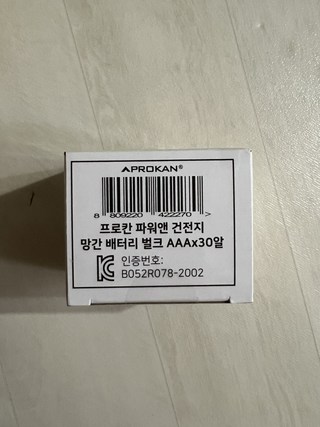 APROKAN®
8 809220 422270 >
프로칸 파워앤 건전지
망간 배터리 벌크 AAAx30알
인증번호:
B052R078-2002